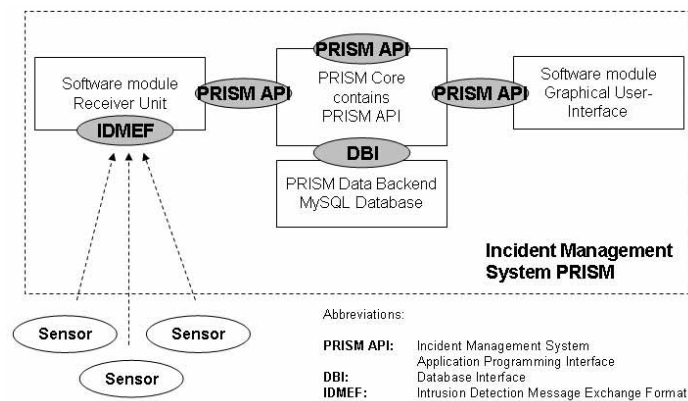 PRISM API
Software module
Receiver Unit
PRISM API
PRISM Core
contains
PRISM API
PRISM API
Software module
Graphical User-
Interface
IDMEF
DBI
PRISM Data Backend
MySQL Database
Incident Management
System PRISM
Sensor
Sensor
Sensor
Abbreviations:
PRISM API: Incident Management System
Application Programming Interface
DBI: Database Interface
IDMEF: Intrusion Detection Message Exchange Format